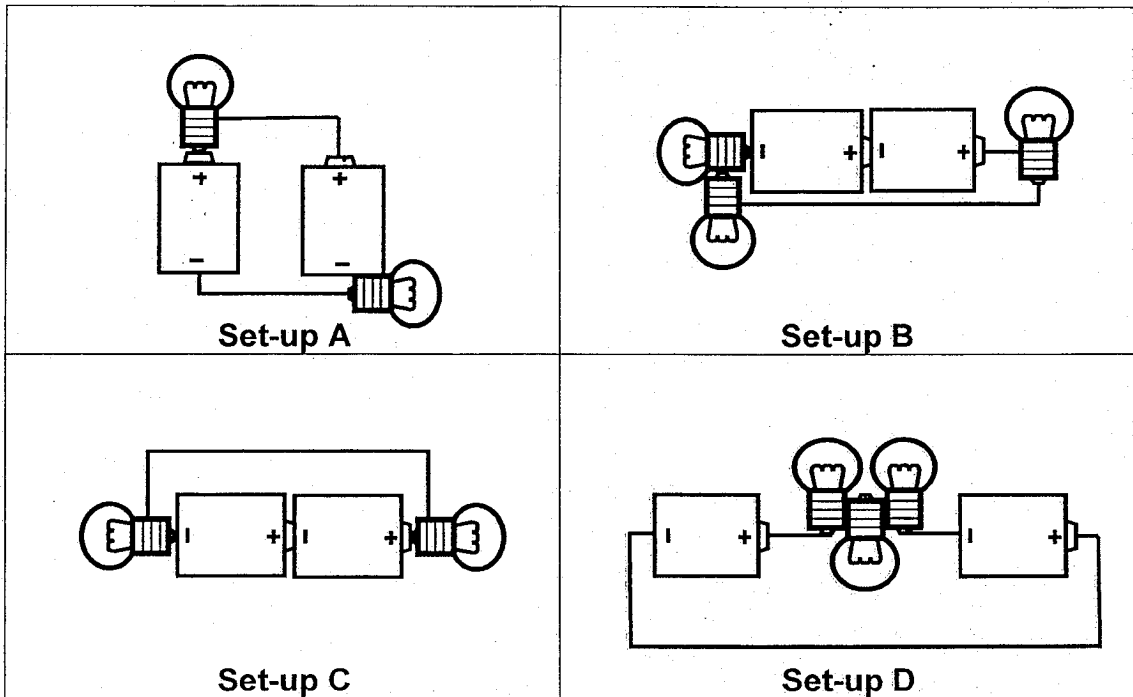 +
+
−
−
Set-up A
− + − +
Set-up B
− + − +
Set-up C
− + − +
Set-up D